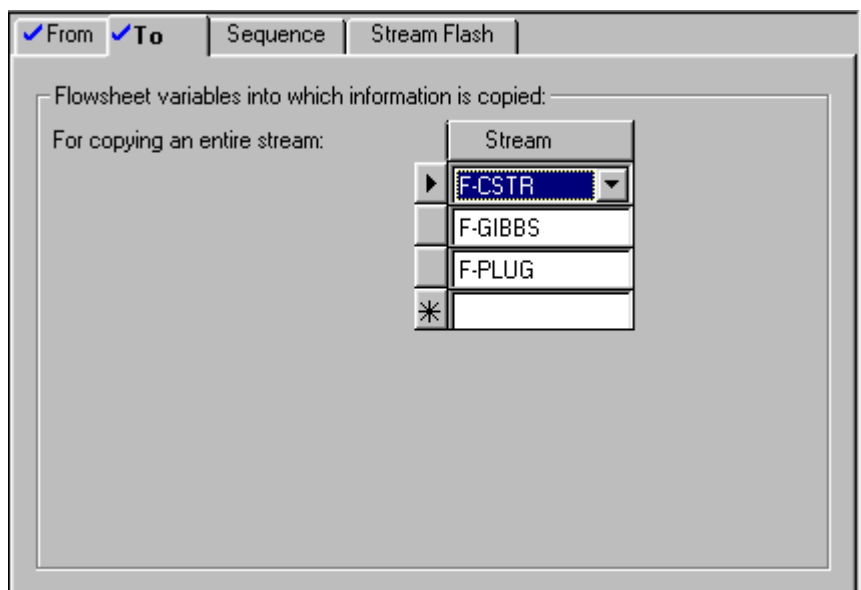 From To Sequence Stream Flash
Flowsheet variables into which information is copied:
For copying an entire stream: Stream
F-CSTR
F-GIBBS
F-PLUG